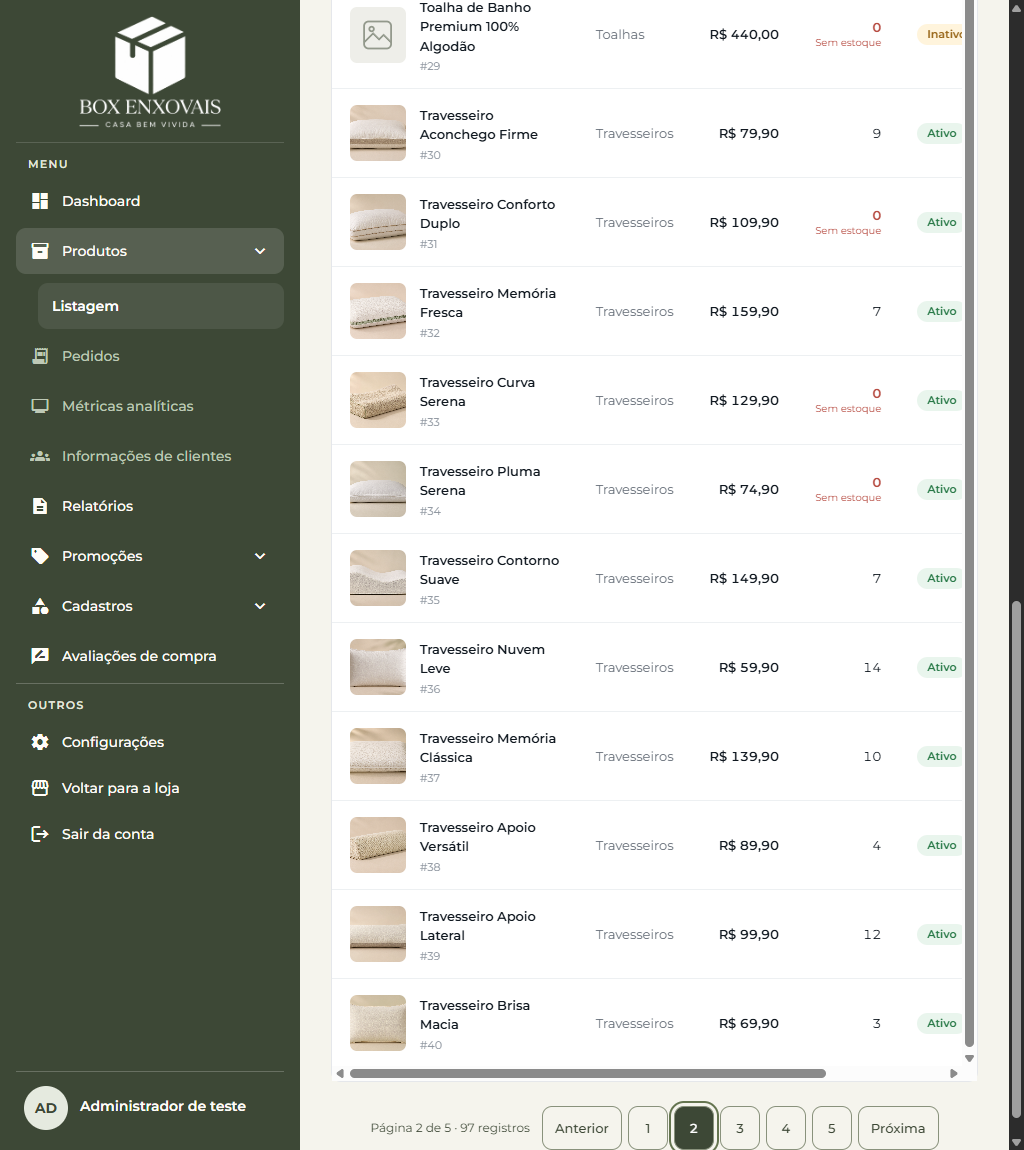 BOX ENXOVAIS
CASA BEM VIVIDA
MENU
Dashboard
Produtos
Listagem
Pedidos
Métricas analíticas
Informações de clientes
Relatórios
Promoções
Cadastros
Avaliações de compra
OUTROS
Configurações
Voltar para a loja
Sair da conta
AD
Administrador de teste
Toalha de Banho
Premium 100%
Algodão
#29
Toalhas
R$ 440,00
0
Sem estoque
Inativo
Travesseiro
Aconchego Firme
#30
Travesseiros
R$ 79,90
9
Ativo
Travesseiro Conforto
Duplo
#31
Travesseiros
R$ 109,90
0
Sem estoque
Ativo
Travesseiro Memória
Fresca
#32
Travesseiros
R$ 159,90
7
Ativo
Travesseiro Curva
Serena
#33
Travesseiros
R$ 129,90
0
Sem estoque
Ativo
Travesseiro Pluma
Serena
#34
Travesseiros
R$ 74,90
0
Sem estoque
Ativo
Travesseiro Contorno
Suave
#35
Travesseiros
R$ 149,90
7
Ativo
Travesseiro Nuvem
Leve
#36
Travesseiros
R$ 59,90
14
Ativo
Travesseiro Memória
Clássica
#37
Travesseiros
R$ 139,90
10
Ativo
Travesseiro Apoio
Versátil
#38
Travesseiros
R$ 89,90
4
Ativo
Travesseiro Apoio
Lateral
#39
Travesseiros
R$ 99,90
12
Ativo
Travesseiro Brisa
Macia
#40
Travesseiros
R$ 69,90
3
Ativo
Página 2 de 5 · 97 registros
Anterior
1
2
3
4
5
Próxima